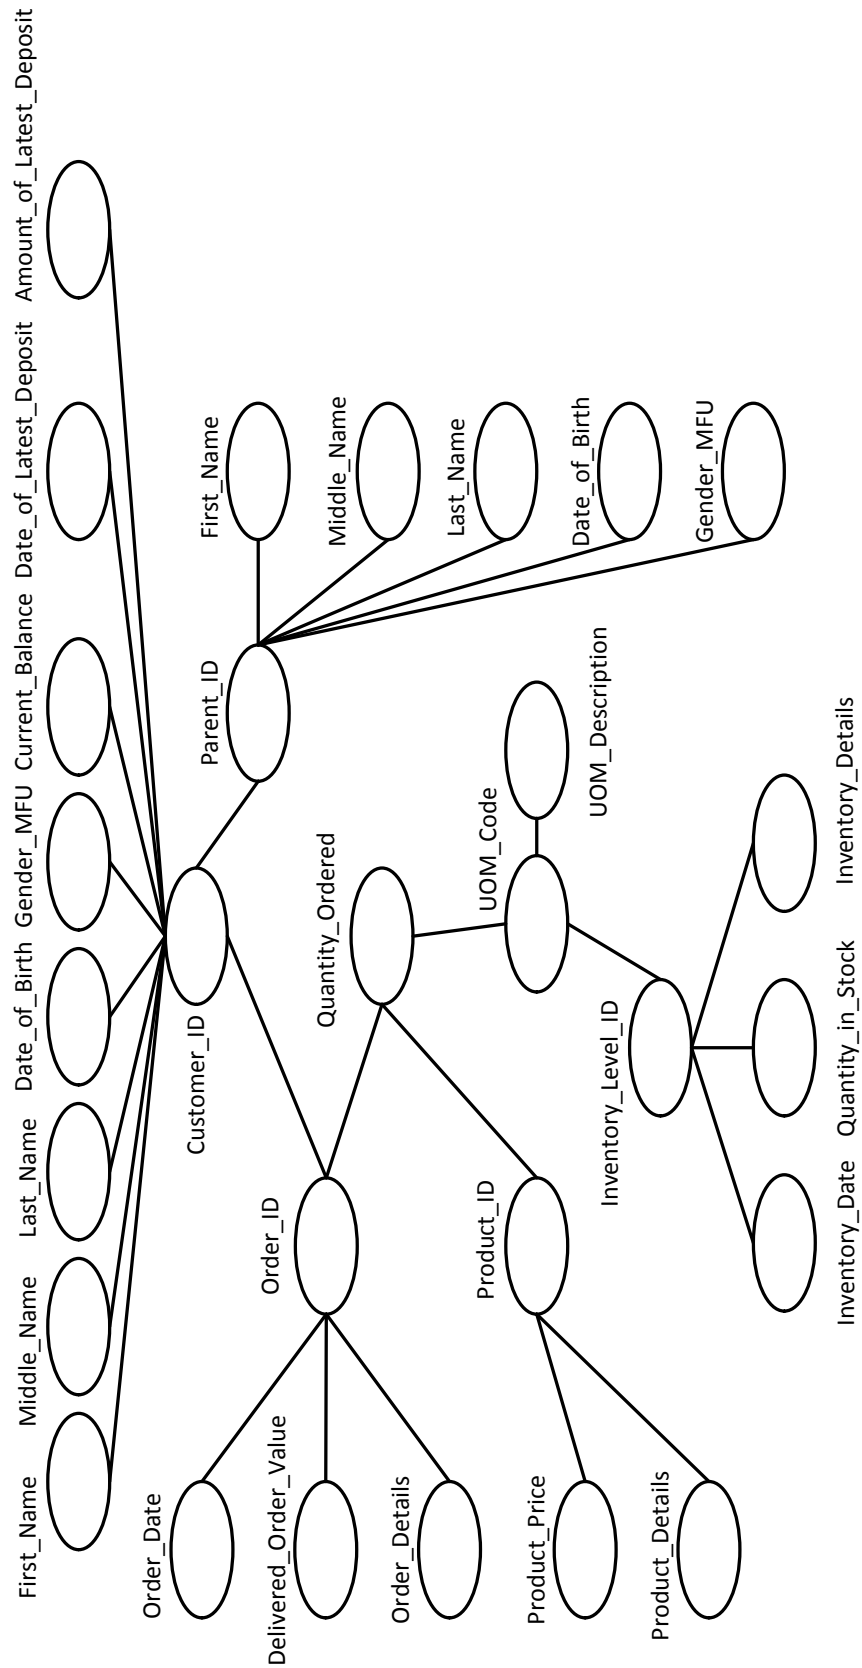 First_Name
Middle_Name
Last_Name
Date_of_Birth
Gender_MFU
Current_Balance
Date_of_Latest_Deposit
Amount_of_Latest_Deposit
Customer_ID
Parent_ID
First_Name
Middle_Name
Last_Name
Date_of_Birth
Gender_MFU
Order_Date
Delivered_Order_Value
Order_Details
Order_ID
Quantity_Ordered
Product_ID
Product_Price
Product_Details
UOM_Code
UOM_Description
Inventory_Level_ID
Inventory_Date
Quantity_in_Stock
Inventory_Details